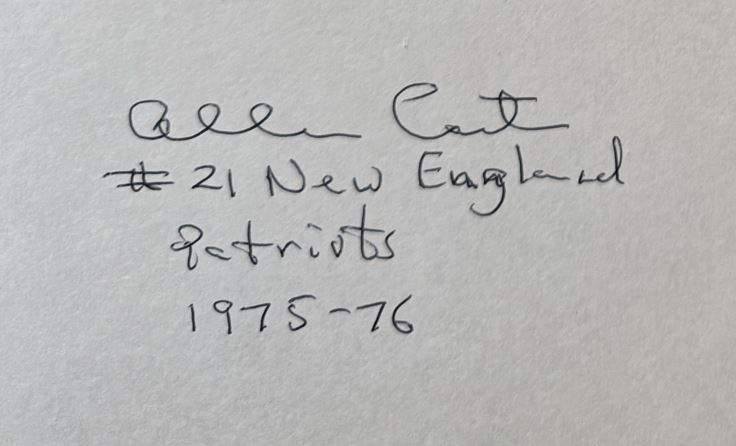 Allen Carter
# 21 New England
Patriots
1975-76